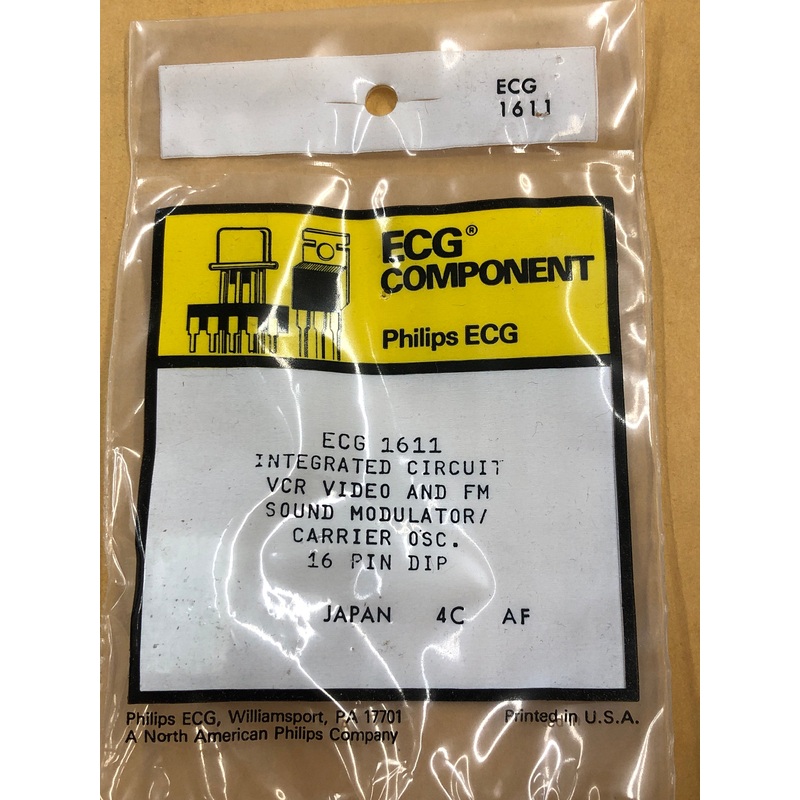 ECG
1611
ECG®
COMPONENT
Philips ECG
ECG 1611
INTEGRATED CIRCUIT
VCR VIDEO AND FM
SOUND MODULATOR/
CARRIER OSC.
16 PIN DIP
JAPAN 4C AF
Philips ECG, Williamsport, PA 17701
A North American Philips Company
Printed in U.S.A.